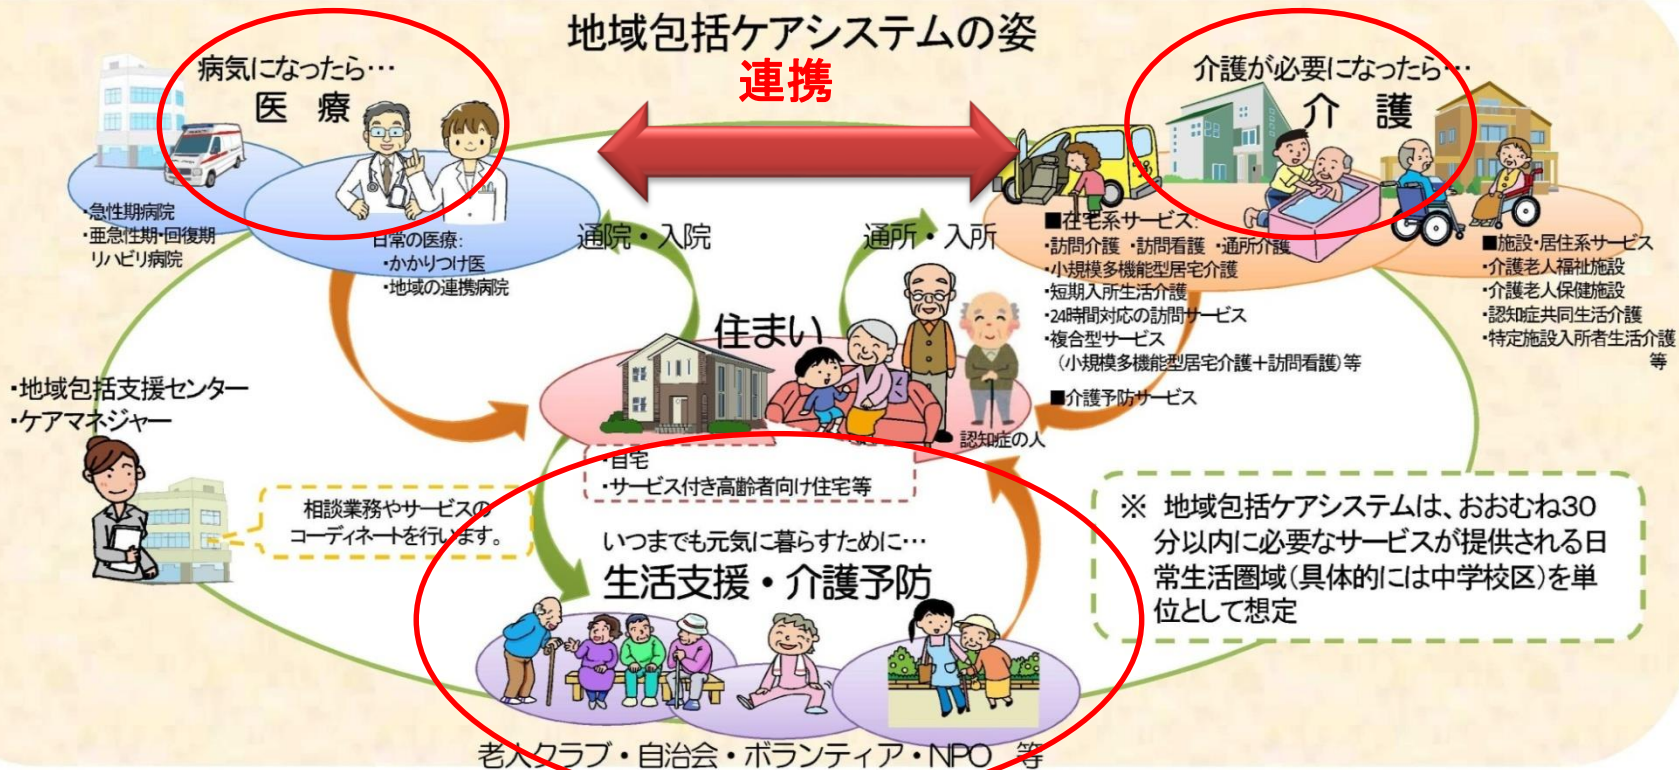 地域包括ケアシステムの姿
連携
病気になったら…
医 療
・急性期病院
・亜急性期・回復期
リハビリ病院
日常の医療:
・かかりつけ医
・地域の連携病院
通院・入院
通所・入所
介護が必要になったら…
介 護
■在宅系サービス:
・訪問介護 ・訪問看護 ・通所介護
・小規模多機能型居宅介護
・短期入所生活介護
・24時間対応の訪問サービス
・複合型サービス
(小規模多機能型居宅介護+訪問看護)等
■介護予防サービス
■施設・居住系サービス
・介護老人福祉施設
・介護老人保健施設
・認知症共同生活介護
・特定施設入所者生活介護
等
住まい
認知症の人
・自宅
・サービス付き高齢者向け住宅等
・地域包括支援センター
・ケアマネジャー
相談業務やサービスの
コーディネートを行います。
いつまでも元気に暮らすために…
生活支援・介護予防
老人クラブ・自治会・ボランティア・NPO 等
※ 地域包括ケアシステムは、おおむね30
分以内に必要なサービスが提供される日
常生活圏域(具体的には中学校区)を単
位として想定